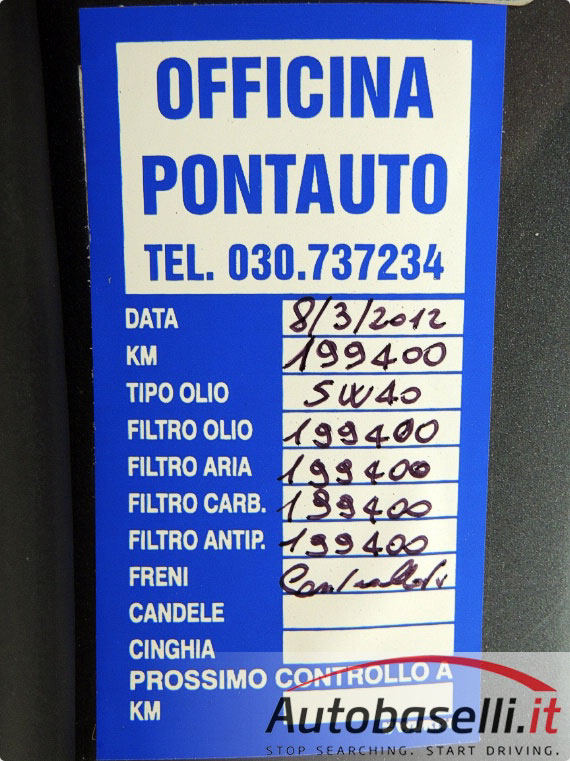 OFFICINA
PONTAUTO
TEL. 030.737234
DATA 8/3/2012
KM 199400
TIPO OLIO 5W40
FILTRO OLIO 199400
FILTRO ARIA 199400
FILTRO CARB. 199400
FILTRO ANTIP. 199400
FRENI Controllati
CANDELE
CINGHIA
PROSSIMO CONTROLLO A
KM
Autobaselli.it
STOP SEARCHING. START DRIVING.